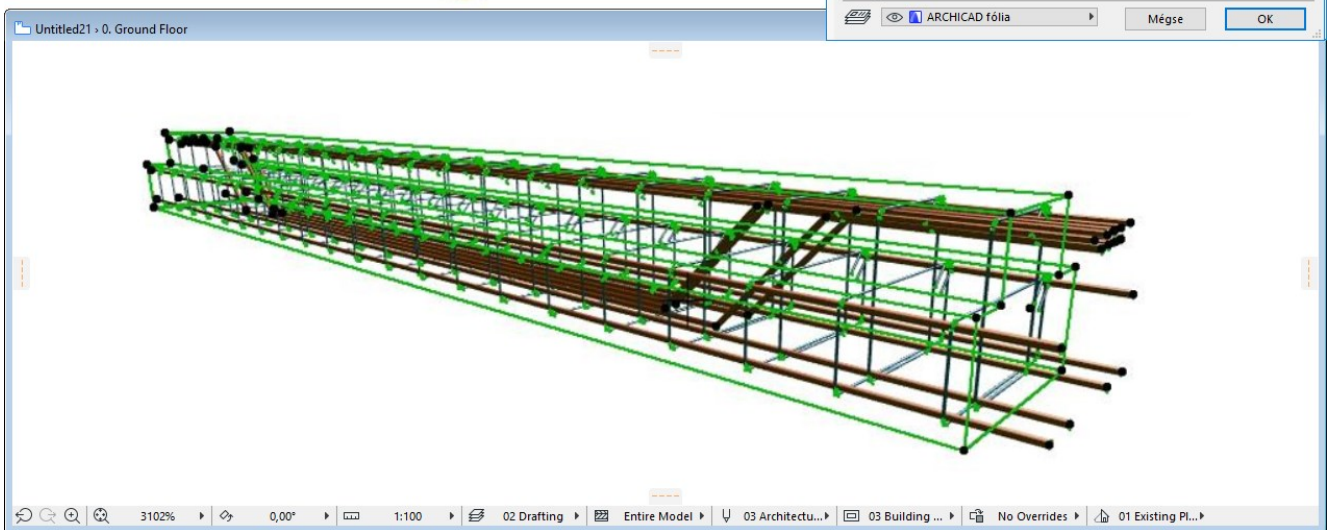 ARCHICAD fólia Mégse OK
Untitled21 › 0. Ground Floor
3102% 0,00° 1:100 02 Drafting Entire Model 03 Architectu... 03 Building ... No Overrides 01 Existing Pl...